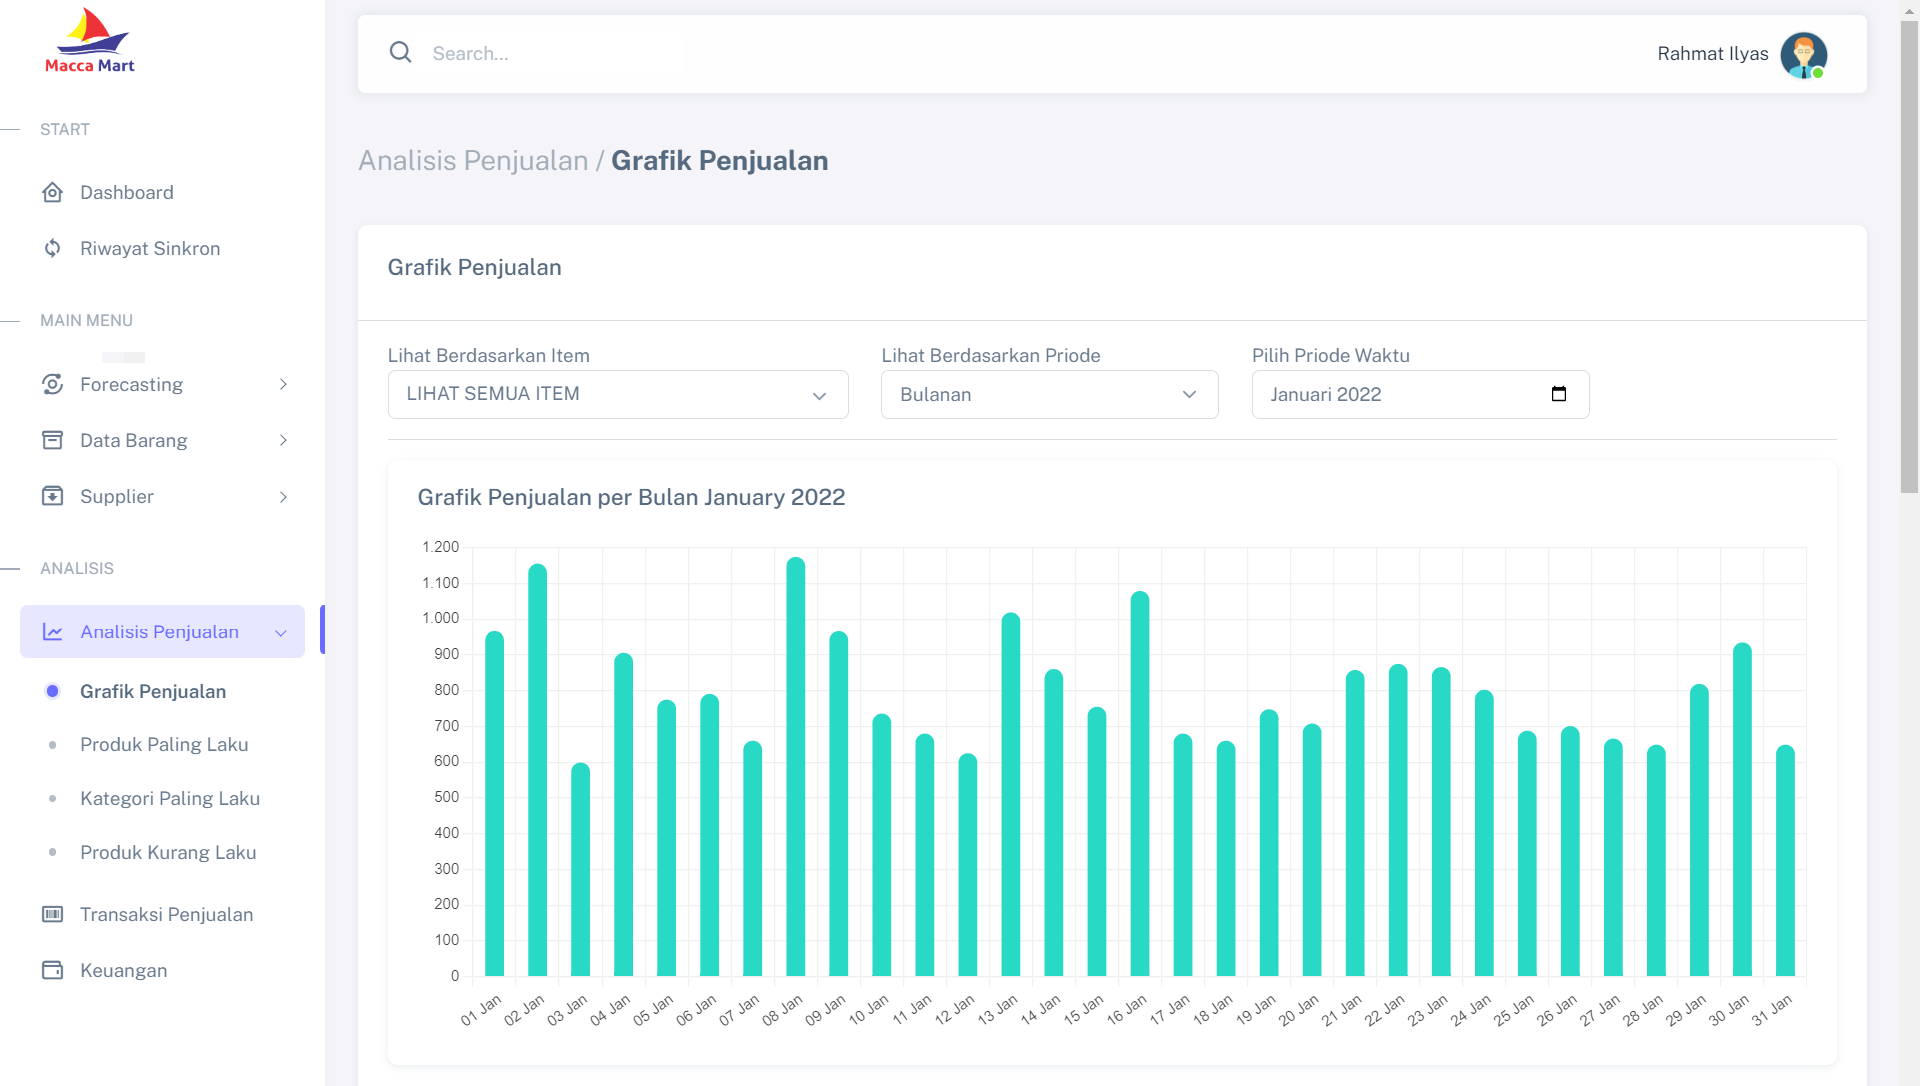 Macca Mart
START
Dashboard
Riwayat Sinkron
MAIN MENU
Forecasting
Data Barang
Supplier
ANALISIS
Analisis Penjualan
Grafik Penjualan
Produk Paling Laku
Kategori Paling Laku
Produk Kurang Laku
Transaksi Penjualan
Keuangan
Search...
Rahmat Ilyas
Analisis Penjualan / Grafik Penjualan
Grafik Penjualan
Lihat Berdasarkan Item
LIHAT SEMUA ITEM
Lihat Berdasarkan Priode
Bulanan
Pilih Priode Waktu
Januari 2022
Grafik Penjualan per Bulan January 2022
1.200
1.100
1.000
900
800
700
600
500
400
300
200
100
0
01 Jan 02 Jan 03 Jan 04 Jan 05 Jan 06 Jan 07 Jan 08 Jan 09 Jan 10 Jan 11 Jan 12 Jan 13 Jan 14 Jan 15 Jan 16 Jan 17 Jan 18 Jan 19 Jan 20 Jan 21 Jan 22 Jan 23 Jan 24 Jan 25 Jan 26 Jan 27 Jan 28 Jan 29 Jan 30 Jan 31 Jan